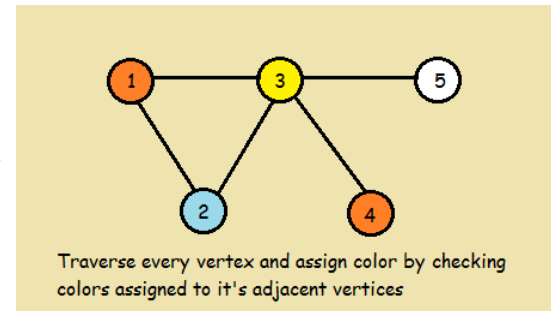 1
3
5
2
4
Traverse every vertex and assign color by checking
colors assigned to it's adjacent vertices